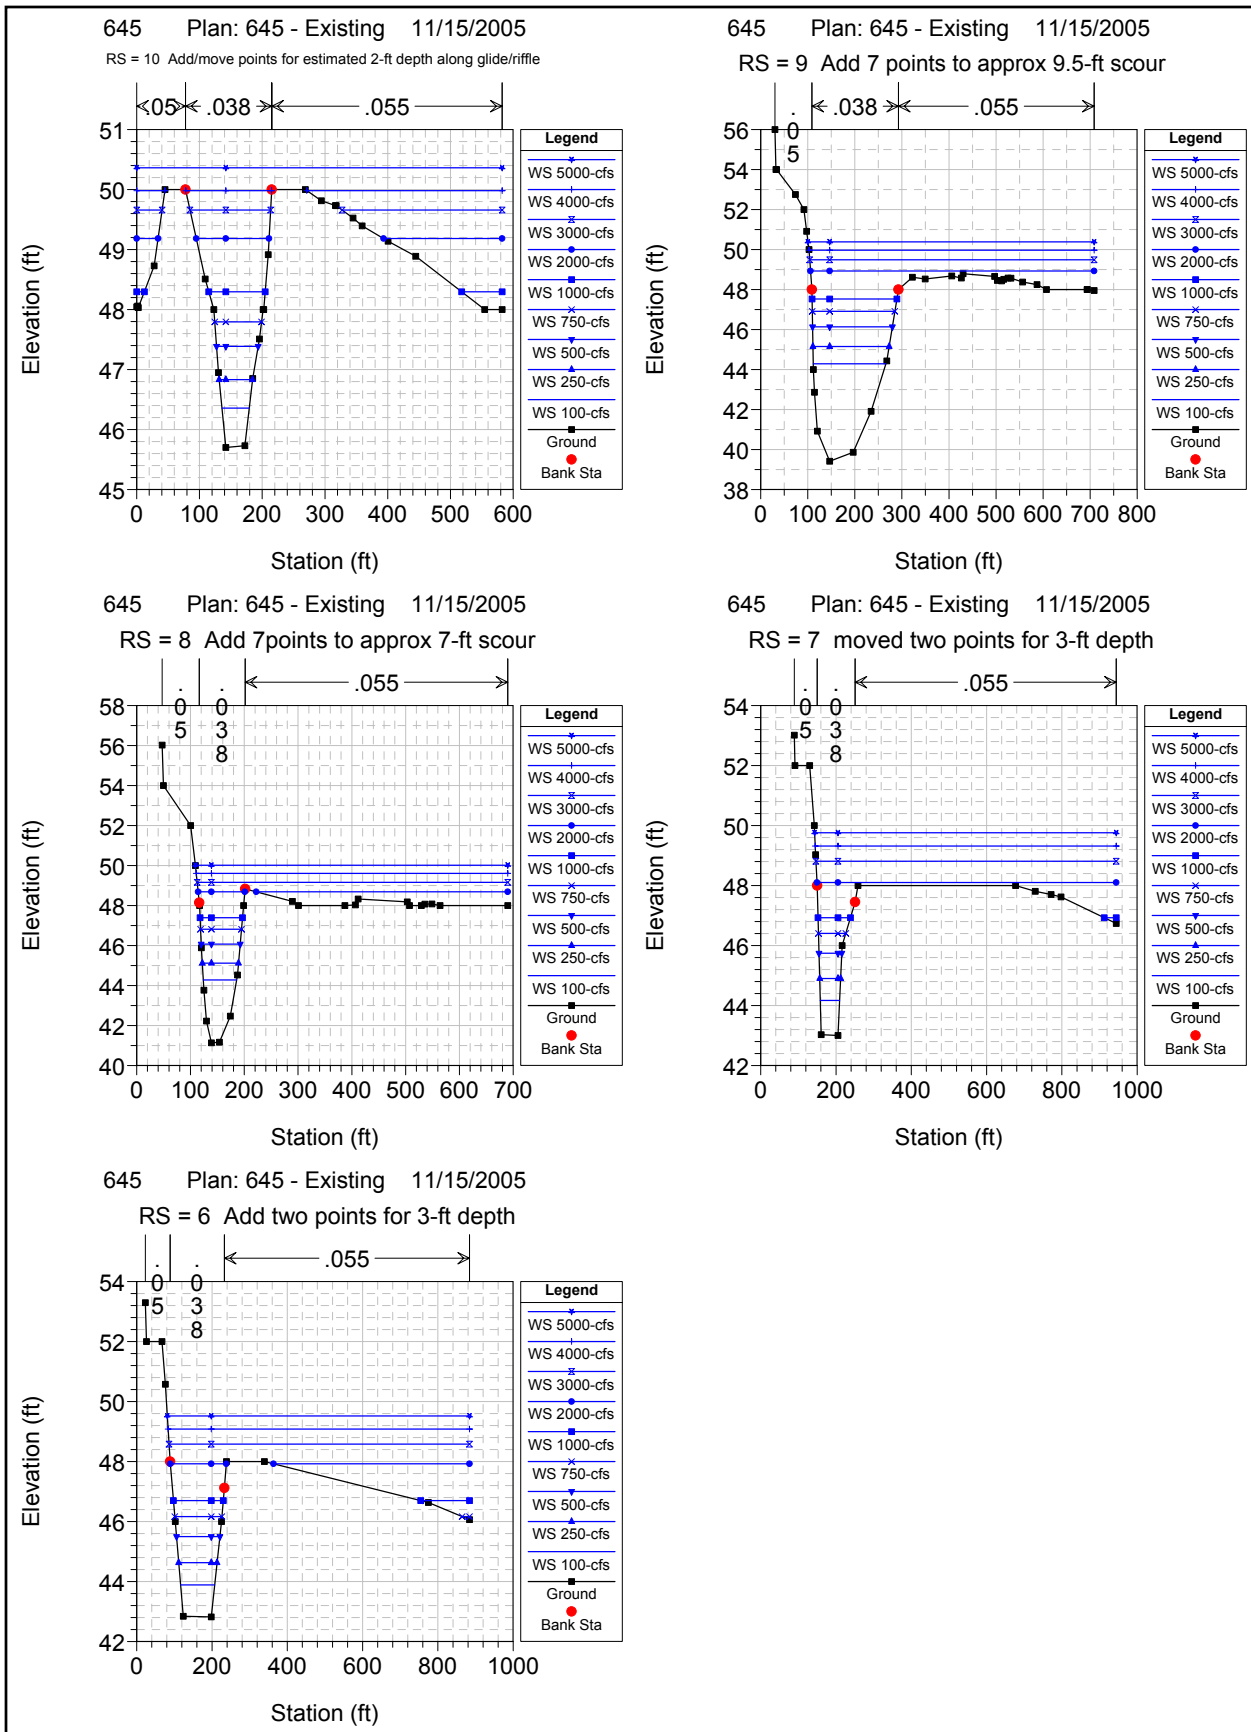 645 Plan: 645 - Existing 11/15/2005
RS = 10 Add/move points for estimated 2-ft depth along glide/riffle
.05 .038 .055
51
50
49
48
47
46
45
Elevation (ft)
0 100 200 300 400 500 600
Station (ft)
Legend
WS 5000-cfs
WS 4000-cfs
WS 3000-cfs
WS 2000-cfs
WS 1000-cfs
WS 750-cfs
WS 500-cfs
WS 250-cfs
WS 100-cfs
Ground
Bank Sta
645 Plan: 645 - Existing 11/15/2005
RS = 9 Add 7 points to approx 9.5-ft scour
.05 .038 .055
56
54
52
50
48
46
44
42
40
38
Elevation (ft)
0 100 200 300 400 500 600 700 800
Station (ft)
Legend
WS 5000-cfs
WS 4000-cfs
WS 3000-cfs
WS 2000-cfs
WS 1000-cfs
WS 750-cfs
WS 500-cfs
WS 250-cfs
WS 100-cfs
Ground
Bank Sta
645 Plan: 645 - Existing 11/15/2005
RS = 8 Add 7points to approx 7-ft scour
.05 .038 .055
58
56
54
52
50
48
46
44
42
40
Elevation (ft)
0 100 200 300 400 500 600 700
Station (ft)
Legend
WS 5000-cfs
WS 4000-cfs
WS 3000-cfs
WS 2000-cfs
WS 1000-cfs
WS 750-cfs
WS 500-cfs
WS 250-cfs
WS 100-cfs
Ground
Bank Sta
645 Plan: 645 - Existing 11/15/2005
RS = 7 moved two points for 3-ft depth
.05 .038 .055
54
52
50
48
46
44
42
Elevation (ft)
0 200 400 600 800 1000
Station (ft)
Legend
WS 5000-cfs
WS 4000-cfs
WS 3000-cfs
WS 2000-cfs
WS 1000-cfs
WS 750-cfs
WS 500-cfs
WS 250-cfs
WS 100-cfs
Ground
Bank Sta
645 Plan: 645 - Existing 11/15/2005
RS = 6 Add two points for 3-ft depth
.05 .038 .055
54
52
50
48
46
44
42
Elevation (ft)
0 200 400 600 800 1000
Station (ft)
Legend
WS 5000-cfs
WS 4000-cfs
WS 3000-cfs
WS 2000-cfs
WS 1000-cfs
WS 750-cfs
WS 500-cfs
WS 250-cfs
WS 100-cfs
Ground
Bank Sta